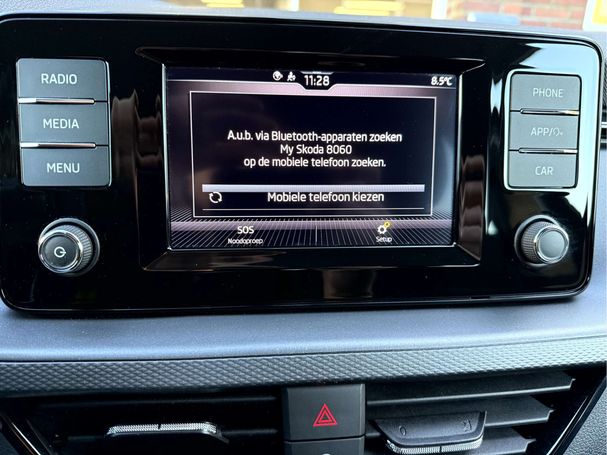 RADIO
MEDIA
MENU
11:28
8.5°C
A.u.b. via Bluetooth-apparaten zoeken
My Skoda 8060
op de mobiele telefoon zoeken.
Mobiele telefoon kiezen
SOS
Noodoproep
Setup
PHONE
APP/
CAR